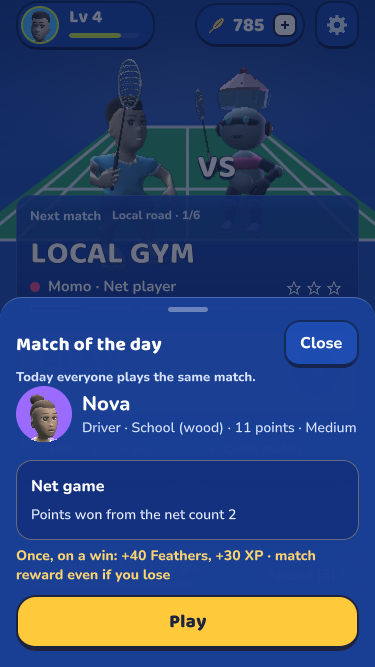 Lv 4
785 +
VS
Next match Local road · 1/6
LOCAL GYM
Momo · Net player
Match of the day
Close
Today everyone plays the same match.
Nova
Driver · School (wood) · 11 points · Medium
Net game
Points won from the net count 2
Once, on a win: +40 Feathers, +30 XP · match
reward even if you lose
Play